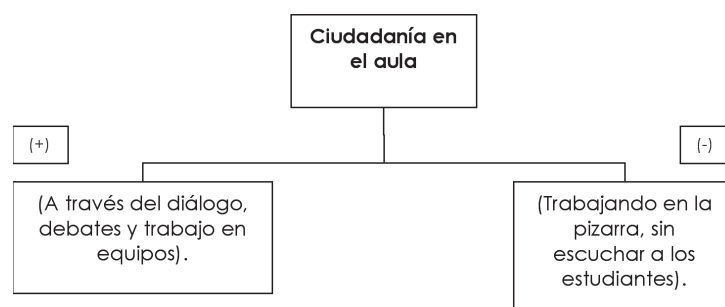 Ciudadanía en
el aula
(+)
(-)
(A través del diálogo,
debates y trabajo en
equipos).
(Trabajando en la
pizarra, sin
escuchar a los
estudiantes).